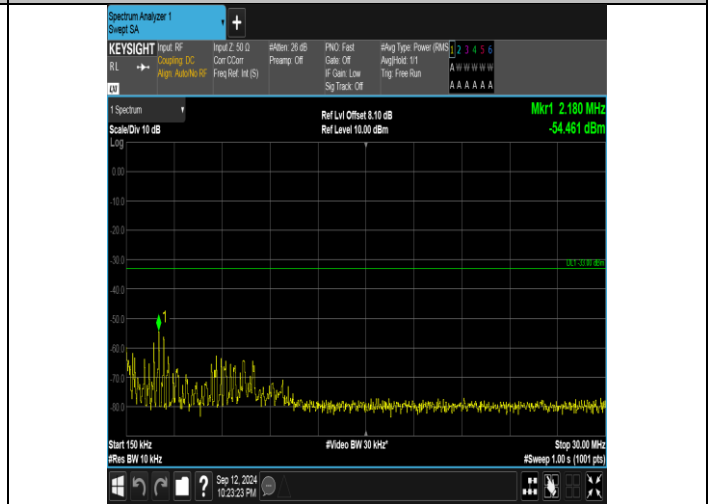 Spectrum Analyzer 1
Swept SA
+
KEYSIGHT Input: RF Input Z: 50 Ω #Atten: 26 dB PNO: Fast #Avg Type: Power (RMS 1 2 3 4 5 6
RL Coupling: DC Corr CCorr Preamp: Off Gate: Off Avg|Hold: 1/1 A W W W W W
Align: Auto/No RF Freq Ref: Int (S) IF Gain: Low Trig: Free Run
LXI Sig Track: Off A A A A A A
1 Spectrum Ref Lvl Offset 8.10 dB Mkr1 2.180 MHz
Scale/Div 10 dB Ref Level 10.00 dBm -54.461 dBm
Log
0.00
-10.0
-20.0
-30.0
DL1 -33.00 dBm
-40.0
-50.0
1
-60.0
-70.0
-80.0
Start 150 kHz #Video BW 30 kHz* Stop 30.00 MHz
#Res BW 10 kHz #Sweep 1.00 s (1001 pts)
? Sep 12, 2024
10:23:23 PM